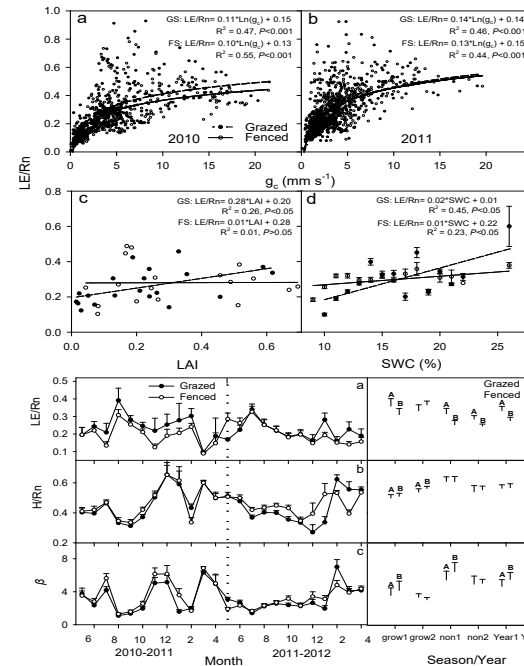 a
GS: LE/Rn= 0.11*Ln(gc) + 0.15
R² = 0.47, P<0.001
FS: LE/Rn= 0.10*Ln(gc) + 0.13
R² = 0.55, P<0.001
b
GS: LE/Rn= 0.14*Ln(gc) + 0.14
R² = 0.46, P<0.001
FS: LE/Rn= 0.13*Ln(gc) + 0.15
R² = 0.44, P<0.001
1.0
0.8
0.6
0.4
0.2
0.0
2010
2011
Grazed
Fenced
0 5 10 15 20
0 5 10 15 20
gc (mm s⁻¹)
LE/Rn
c
GS: LE/Rn= 0.28*LAI + 0.20
R² = 0.26, P<0.05
FS: LE/Rn= 0.01*LAI + 0.28
R² = 0.01, P>0.05
d
GS: LE/Rn= 0.02*SWC + 0.01
R² = 0.45, P<0.05
FS: LE/Rn= 0.01*SWC + 0.22
R² = 0.23, P<0.05
0.8
0.6
0.4
0.2
0.0
0.0 0.2 0.4 0.6
10 15 20 25
LAI
SWC (%)
Grazed
Fenced
a
Grazed
Fenced
LE/Rn
0.5
0.4
0.3
0.2
0.1
A B A B A B A B
b
H/Rn
0.6
0.4
0.2
A B A B
c
β
8
4
0
A B A B A B
6 8 10 12 2 4 6 8 10 12 2 4
grow1 grow2 non1 non2 Year1 Y
2010-2011
Month
2011-2012
Season/Year